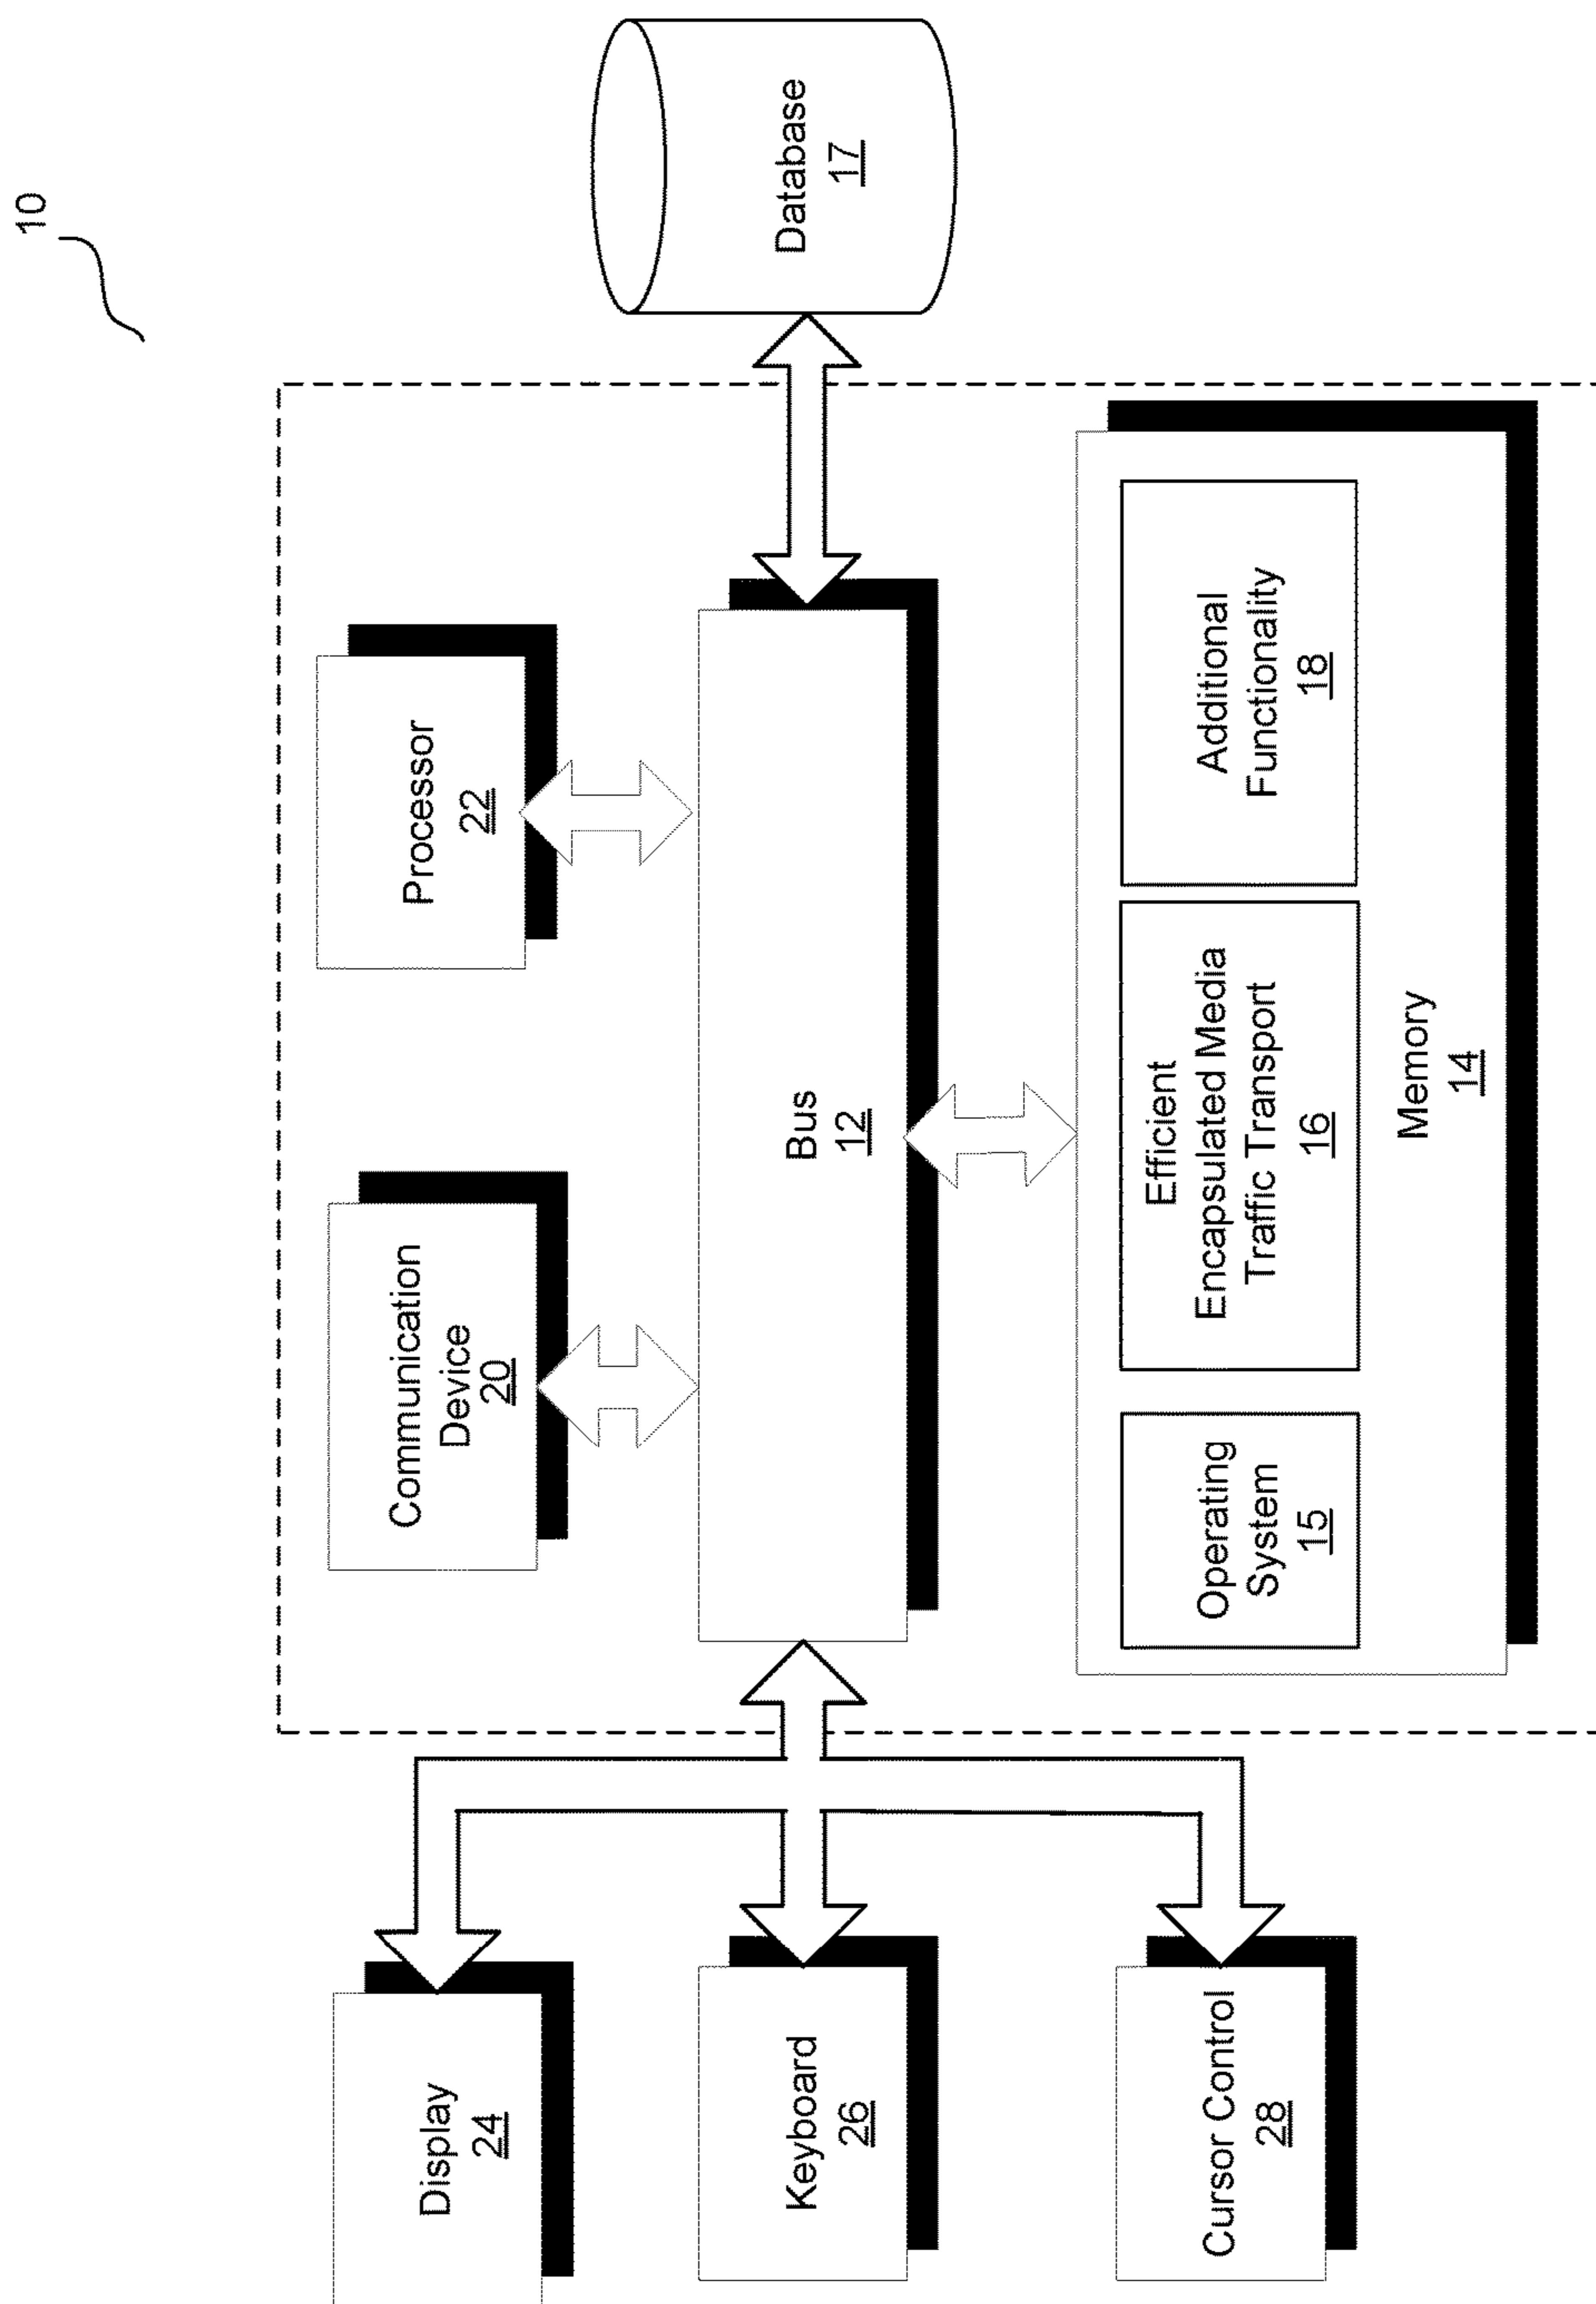 10
Display
24
Communication
Device
20
Processor
22
Keyboard
26
Bus
12
Database
17
Cursor Control
28
Operating
System
15
Efficient
Encapsulated Media
Traffic Transport
16
Additional
Functionality
18
Memory
14